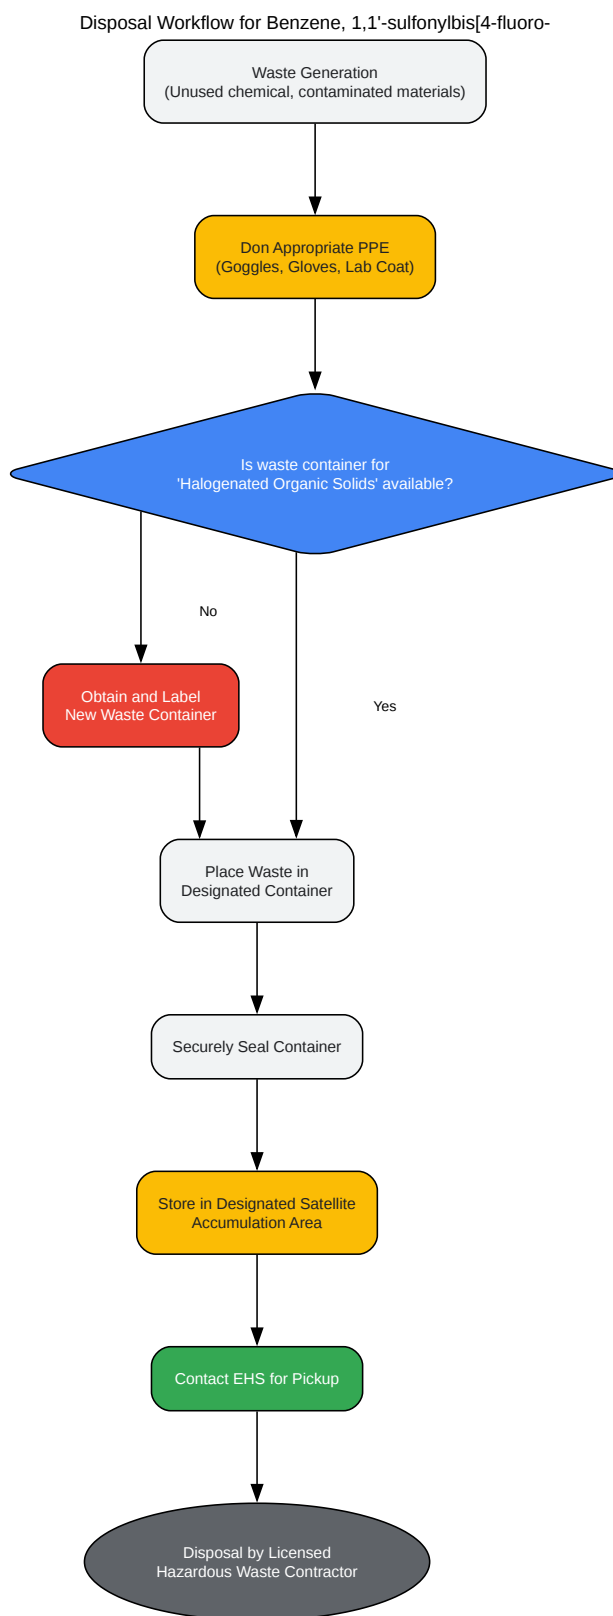 Disposal Workflow for Benzene, 1,1'-sulfonylbis[4-fluoro-
Waste Generation
(Unused chemical, contaminated materials)
Don Appropriate PPE
(Goggles, Gloves, Lab Coat)
Is waste container for
'Halogenated Organic Solids' available?
No
Obtain and Label
New Waste Container
Yes
Place Waste in
Designated Container
Securely Seal Container
Store in Designated Satellite
Accumulation Area
Contact EHS for Pickup
Disposal by Licensed
Hazardous Waste Contractor